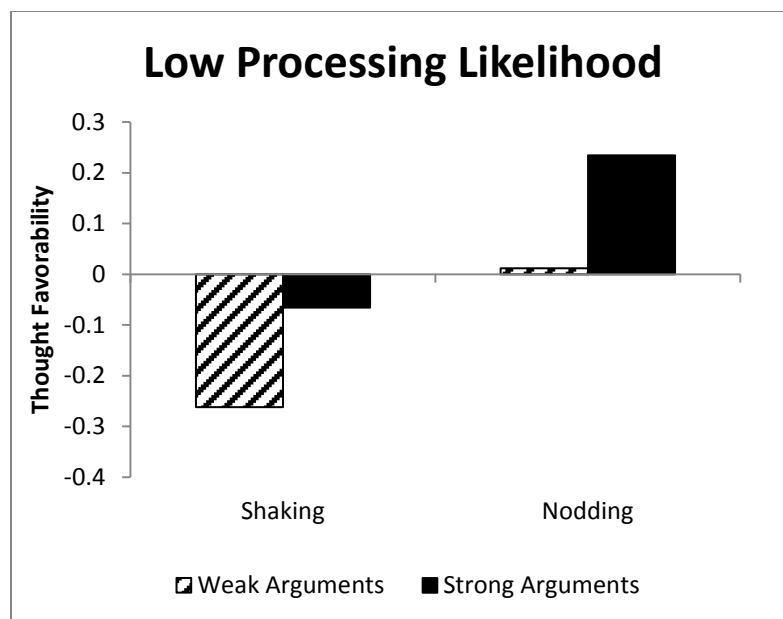 Low Processing Likelihood
Thought Favorability
0.3
0.2
0.1
0
-0.1
-0.2
-0.3
-0.4
Shaking Nodding
Weak Arguments Strong Arguments